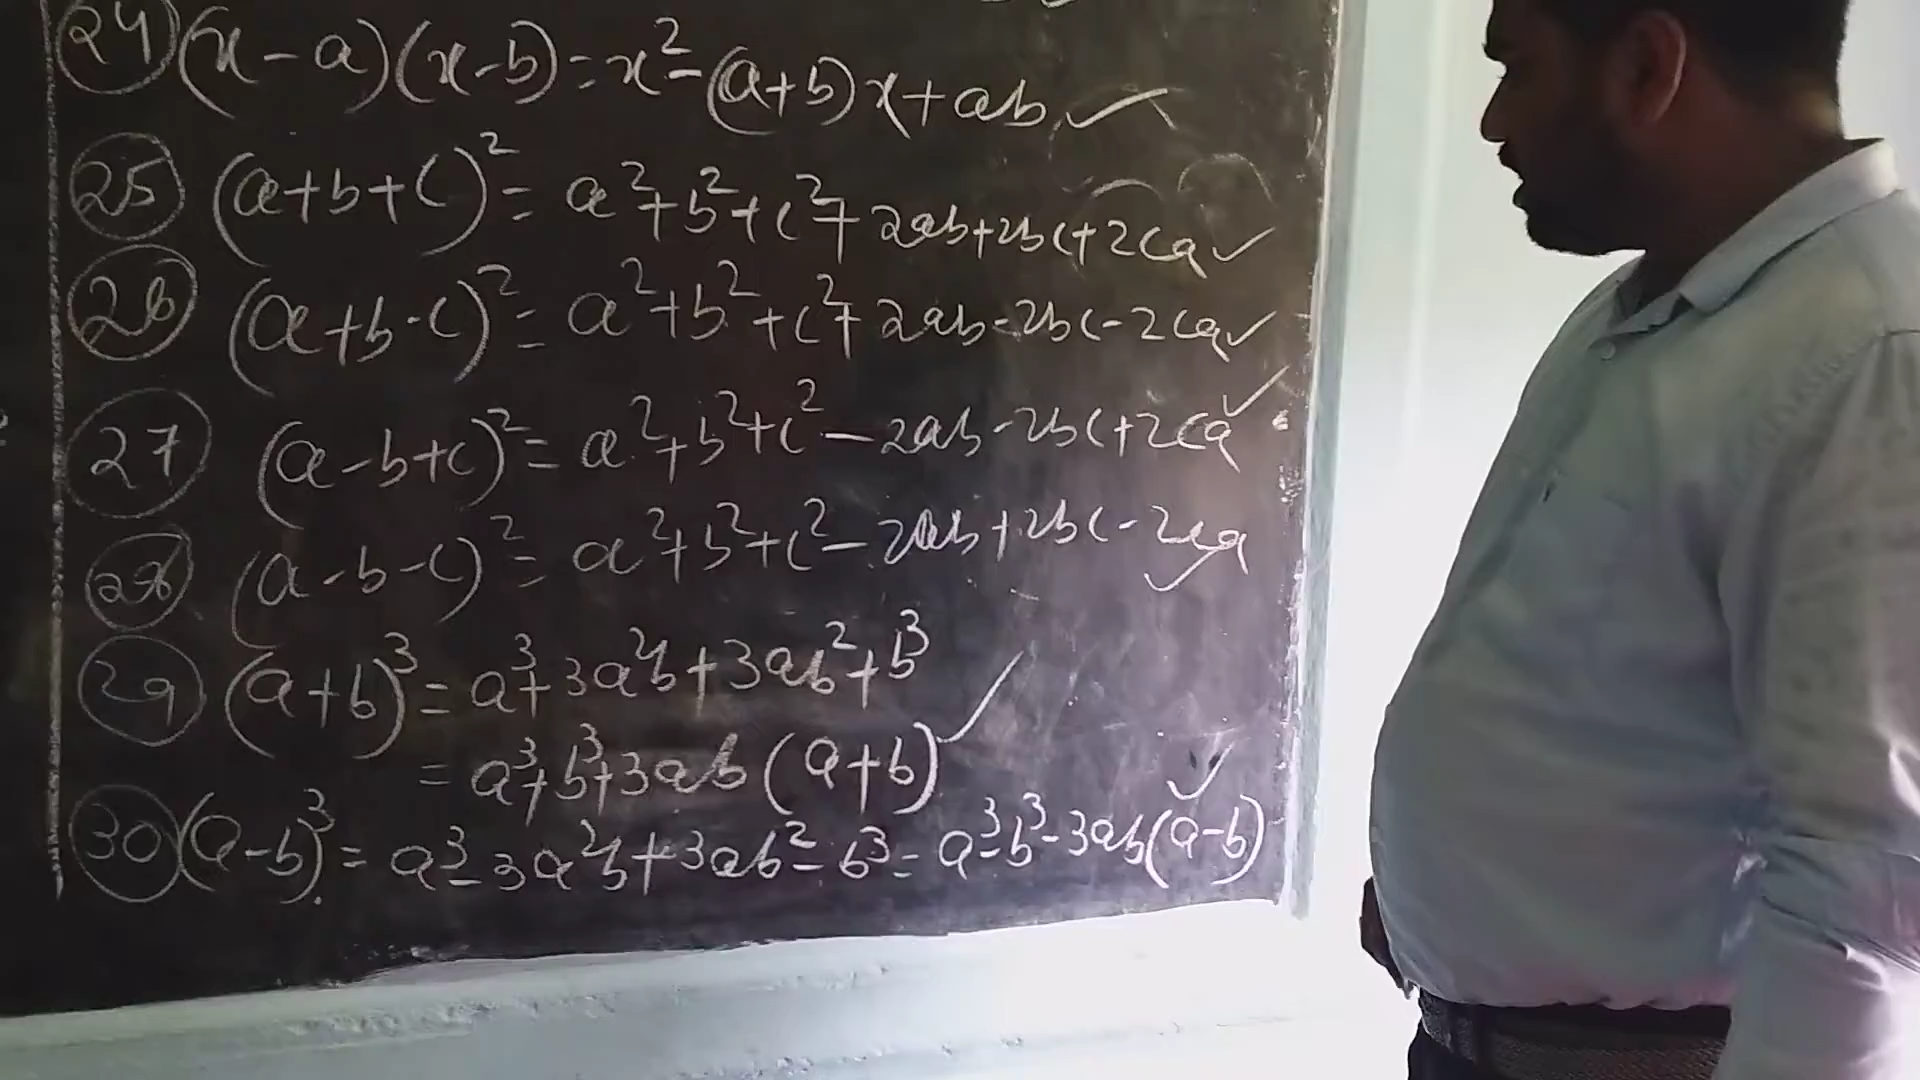 24 (x-a)(x-b)=x²-(a+b)x+ab ✓
25 (a+b+c)²=a²+b²+c²+2ab+2bc+2ca ✓
26 (a+b-c)²=a²+b²+c²+2ab-2bc-2ca ✓
27 (a-b+c)²=a²+b²+c²-2ab-2bc+2ca ✓
28 (a-b-c)²=a²+b²+c²-2ab+2bc-2ca ✓
29 (a+b)³=a³+3a²b+3ab²+b³
=a³+b³+3ab(a+b) ✓
30 (a-b)³=a³-3a²b+3ab²-b³=a³-b³-3ab(a-b) ✓